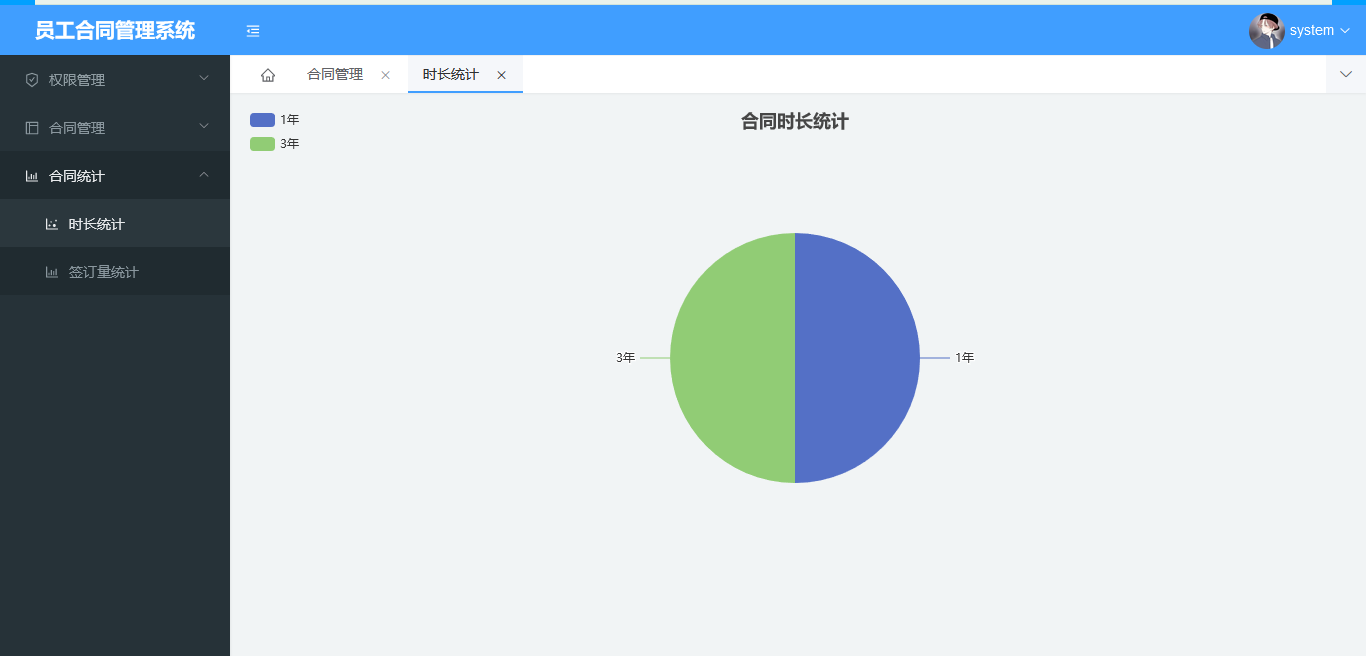 员工合同管理系统
system
权限管理
合同管理
合同统计
时长统计
签订量统计
合同管理
时长统计
1年
3年
合同时长统计
3年
1年